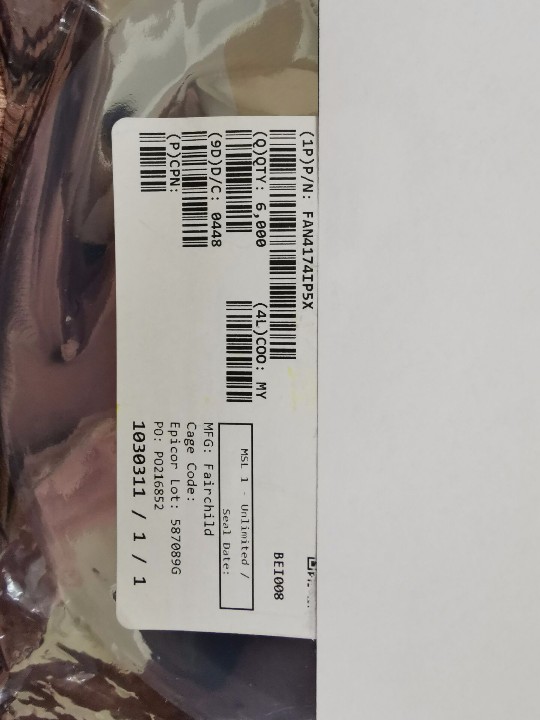 (1P)P/N: FAN4174IP5X
(Q)QTY: 6,000
(4L)COO: MY
(9D)D/C: 0448
(P)CPN:
BEI008
MSL 1 - Unlimited /
Seal Date:
MFG: Fairchild
Cage Code:
Epicor Lot: 587089G
PO: PO216852
1030311 / 1 / 1